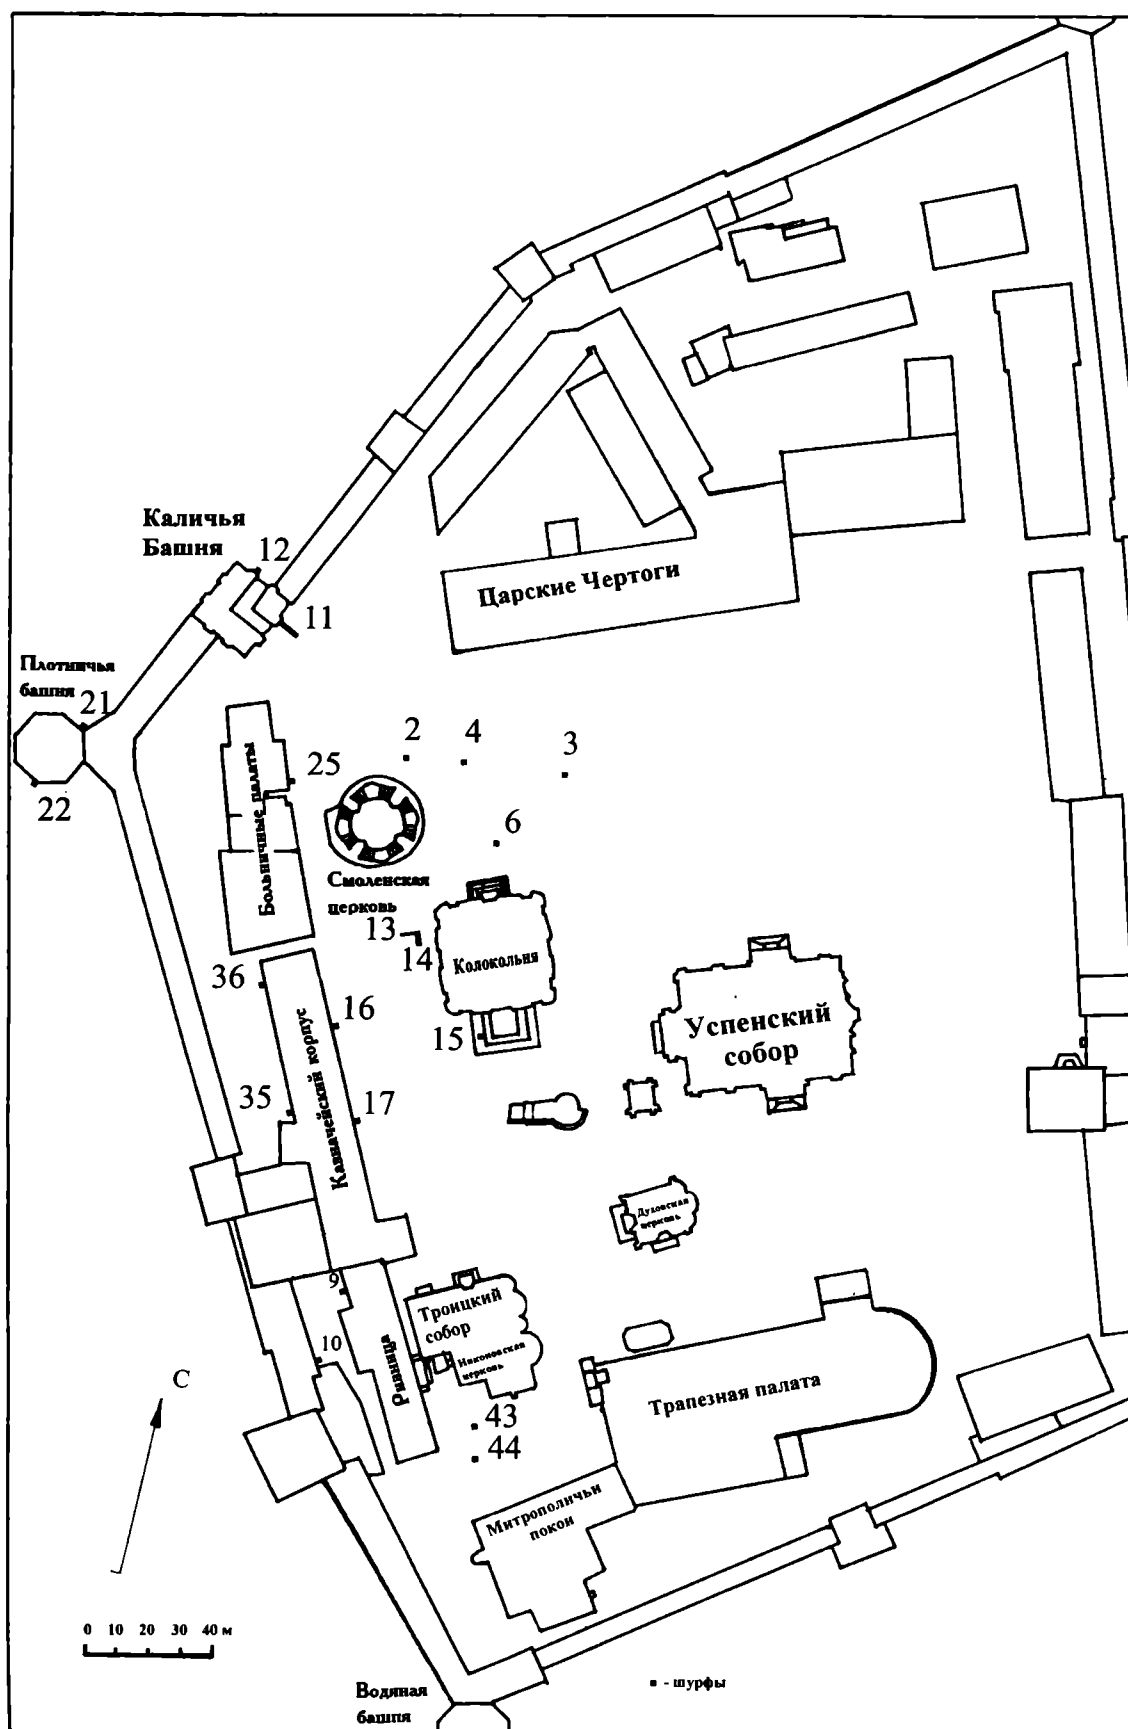 Каличья
Башня
12
11
Царские Чертоги
Плотничья
башня
21
22
2
4
3
25
Больничные палаты
6
Смоленская
церковь
13
14
Колокольня
36
16
15
Успенский
собор
Казначейский корпус
35
17
Духовская
церковь
9
Троицкий
собор
10
Ризница
Никоновская
церковь
Трапезная палата
С
43
44
Митрополичьи
покои
0 10 20 30 40 м
Водяная
башня
- шурфы